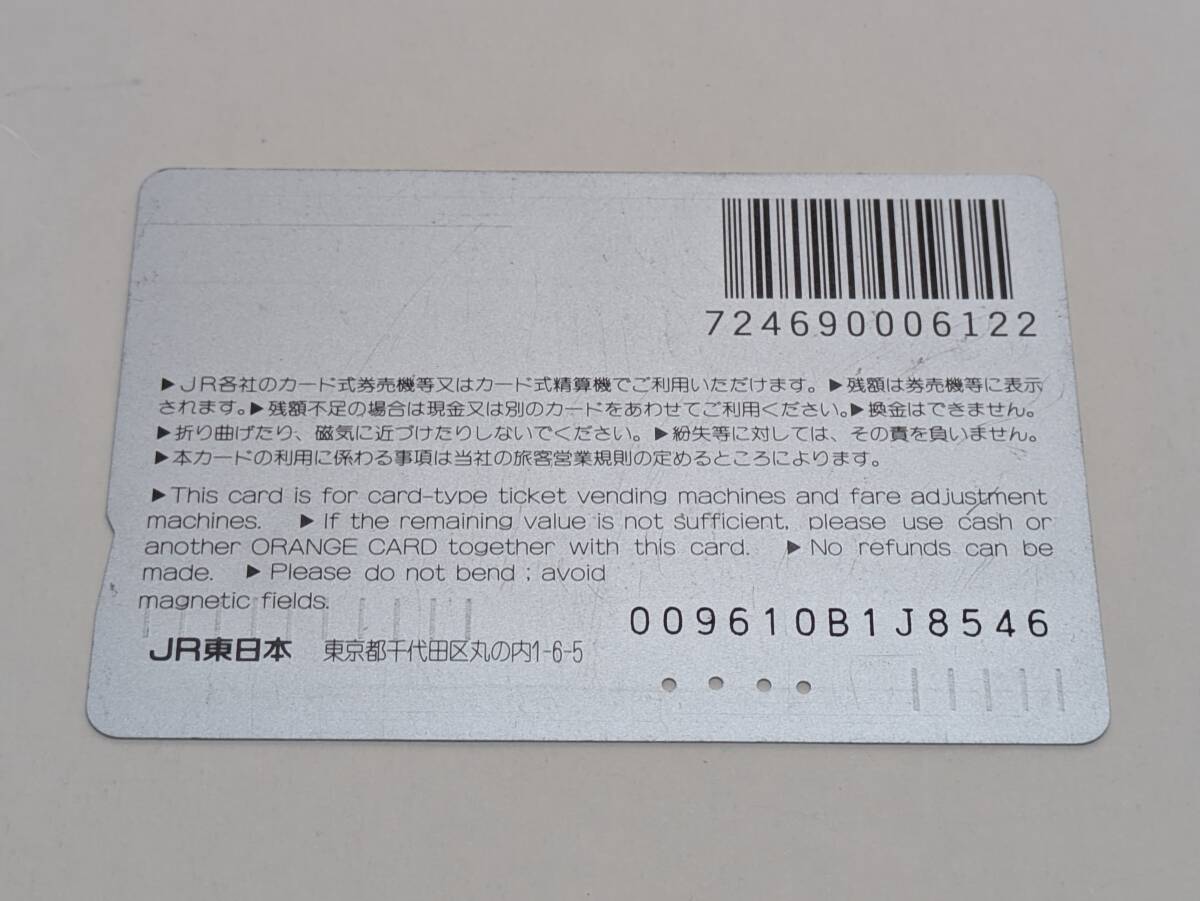 724690006122
▶JR各社のカード式券売機等又はカード式精算機でご利用いただけます。▶残額は券売機等に表示
されます。▶残額不足の場合は現金又は別のカードをあわせてご利用ください。▶換金はできません。
▶折り曲げたり、磁気に近づけたりしないでください。▶紛失等に対しては、その責を負いません。
▶本カードの利用に係わる事項は当社の旅客営業規則の定めるところによります。
▶This card is for card-type ticket vending machines and fare adjustment
machines. ▶If the remaining value is not sufficient, please use cash or
another ORANGE CARD together with this card. ▶No refunds can be
made. ▶Please do not bend ; avoid
magnetic fields.
009610B1J8546
JR東日本 東京都千代田区丸の内1-6-5